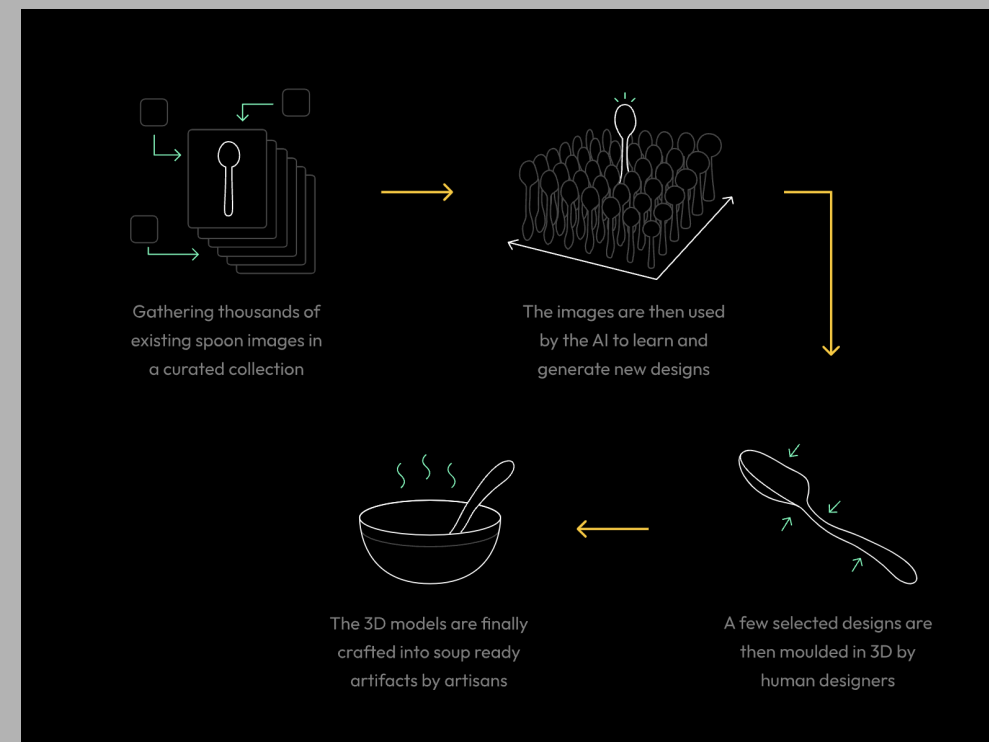 Gathering thousands of
existing spoon images in
a curated collection
The images are then used
by the AI to learn and
generate new designs
A few selected designs are
then moulded in 3D by
human designers
The 3D models are finally
crafted into soup ready
artifacts by artisans